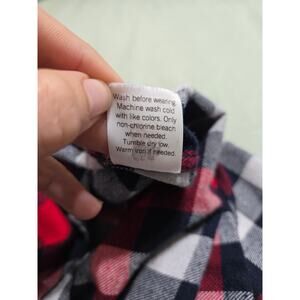 Wash before wearing.
Machine wash cold
with like colors. Only
non-chlorine bleach
when needed.
Tumble dry low.
Warm iron if needed.